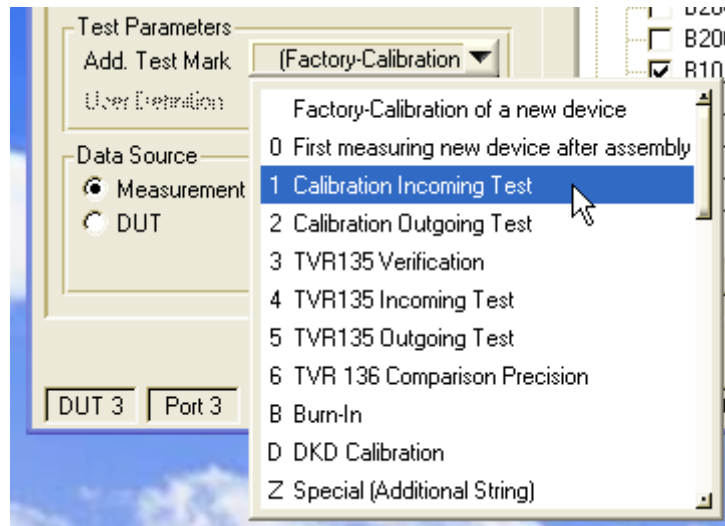 Test Parameters
Add. Test Mark (Factory-Calibration
User Definition
Data Source
Measurement
DUT
DUT 3 Port 3
B200
B10
Factory-Calibration of a new device
0 First measuring new device after assembly
1 Calibration Incoming Test
2 Calibration Outgoing Test
3 TVR135 Verification
4 TVR135 Incoming Test
5 TVR135 Outgoing Test
6 TVR 136 Comparison Precision
B Burn-In
D DKD Calibration
Z Special (Additional String)